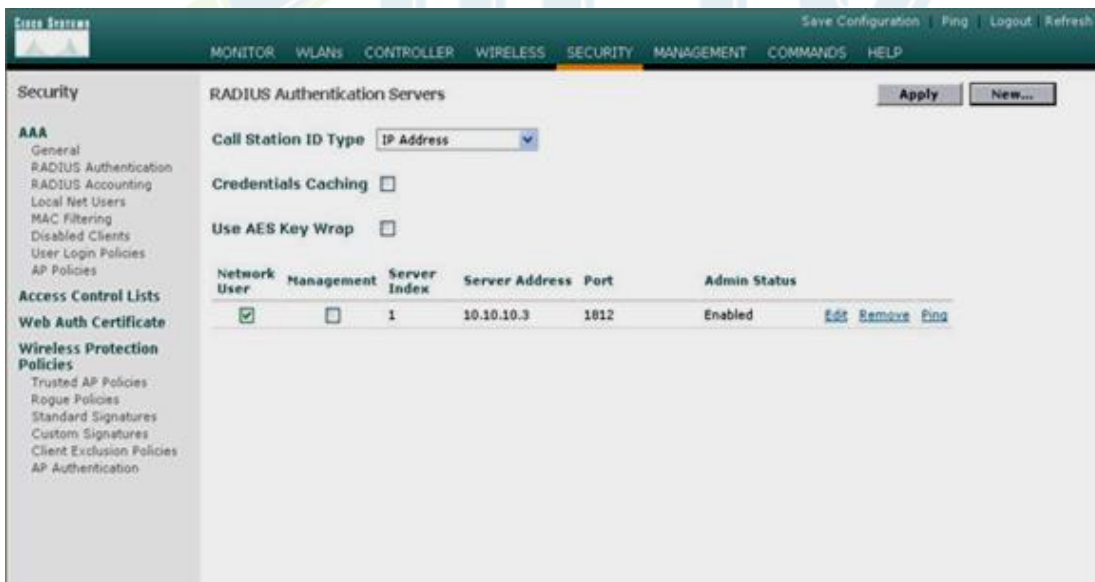 Cisco Systems
Save Configuration | Ping | Logout | Refresh
MONITOR WLANs CONTROLLER WIRELESS SECURITY MANAGEMENT COMMANDS HELP
Security
AAA
General
RADIUS Authentication
RADIUS Accounting
Local Net Users
MAC Filtering
Disabled Clients
User Login Policies
AP Policies
Access Control Lists
Web Auth Certificate
Wireless Protection
Policies
Trusted AP Policies
Rogue Policies
Standard Signatures
Custom Signatures
Client Exclusion Policies
AP Authentication
RADIUS Authentication Servers
Apply New...
Call Station ID Type IP Address
Credentials Caching
Use AES Key Wrap
Network User Management Server Index Server Address Port Admin Status
1 10.10.10.3 1812 Enabled Edit Remove Ping